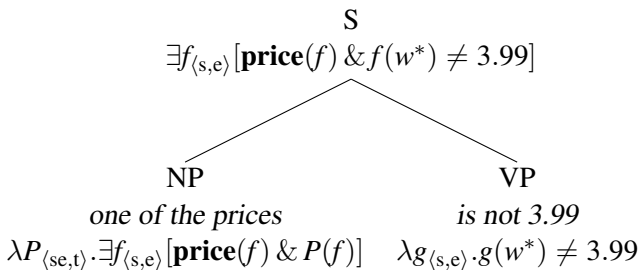 S
∃f⟨s,e⟩[price(f) & f(w*) ≠ 3.99]
NP VP
one of the prices is not 3.99
λP⟨se,t⟩.∃f⟨s,e⟩[price(f) & P(f)] λg⟨s,e⟩.g(w*) ≠ 3.99